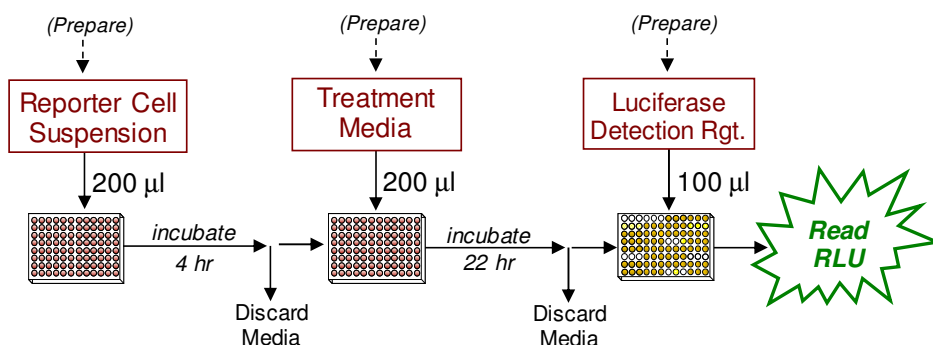 (Prepare)
(Prepare)
(Prepare)
Reporter Cell
Suspension
Treatment
Media
Luciferase
Detection Rgt.
200 µl
200 µl
100 µl
incubate
4 hr
incubate
22 hr
Read
RLU
Discard
Media
Discard
Media